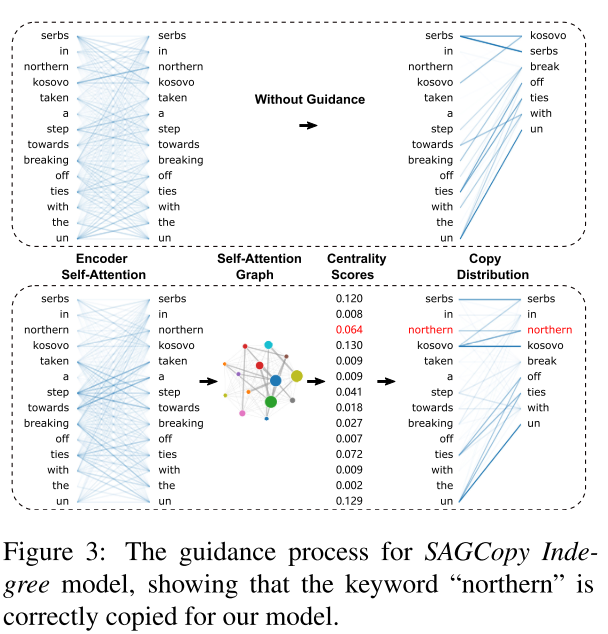 serbs serbs serbs kosovo
in in in serbs
northern northern northern break
kosovo kosovo kosovo off
taken taken taken ties
a a a with
step step step un
towards towards towards
breaking breaking breaking
off off off
ties ties ties
with with with
the the the
un un un
Without Guidance
Encoder Self-Attention Centrality Copy
Self-Attention Graph Scores Distribution
serbs serbs 0.120 serbs serbs
in in 0.008 in in
northern northern 0.064 northern northern
kosovo kosovo 0.130 kosovo kosovo
taken taken 0.009 taken break
a a 0.009 a off
step step 0.041 step ties
towards towards 0.018 towards with
breaking breaking 0.027 breaking un
off off 0.007 off
ties ties 0.072 ties
with with 0.009 with
the the 0.002 the
un un 0.129 un
Figure 3: The guidance process for SAGCopy Inde-
gree model, showing that the keyword “northern” is
correctly copied for our model.